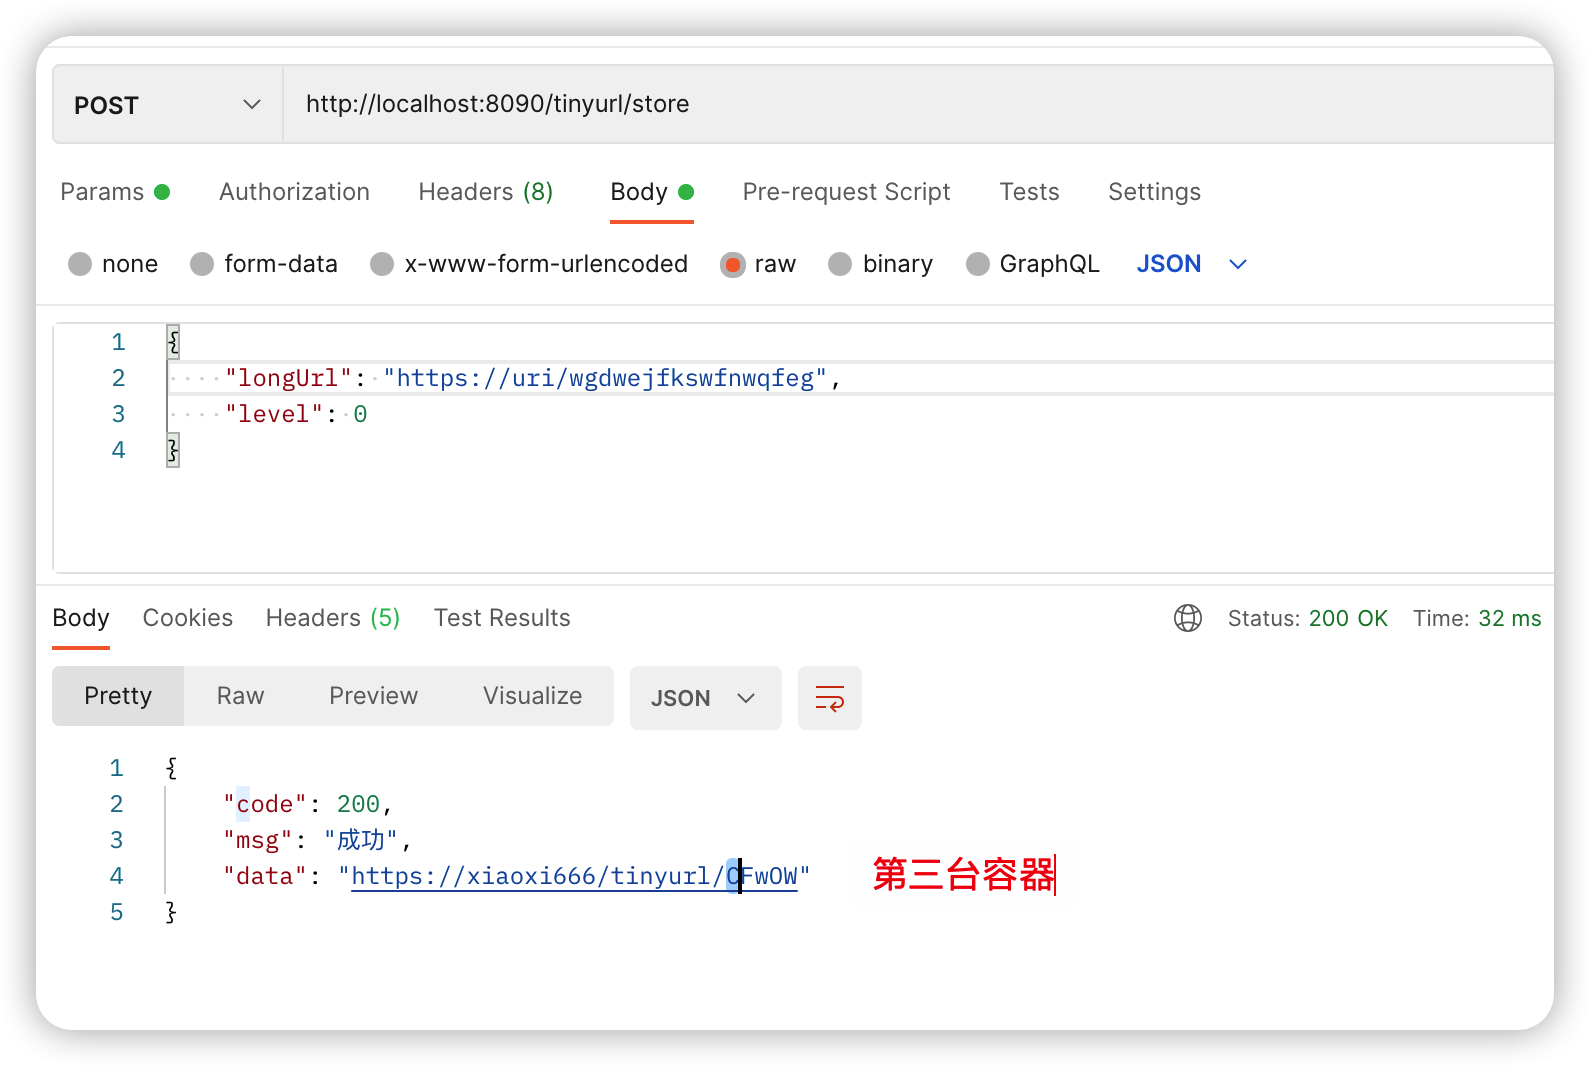 POST http://localhost:8090/tinyurl/store
Params Authorization Headers (8) Body Pre-request Script Tests Settings
none form-data x-www-form-urlencoded raw binary GraphQL JSON
1 {
2 "longUrl": "https://uri/wgdwejfkswfnwqfeg",
3 "level": 0
4 }
Body Cookies Headers (5) Test Results Status: 200 OK Time: 32 ms
Pretty Raw Preview Visualize JSON
1 {
2 "code": 200,
3 "msg": "成功",
4 "data": "https://xiaoxi666/tinyurl/CFwOW" 第三台容器
5 }